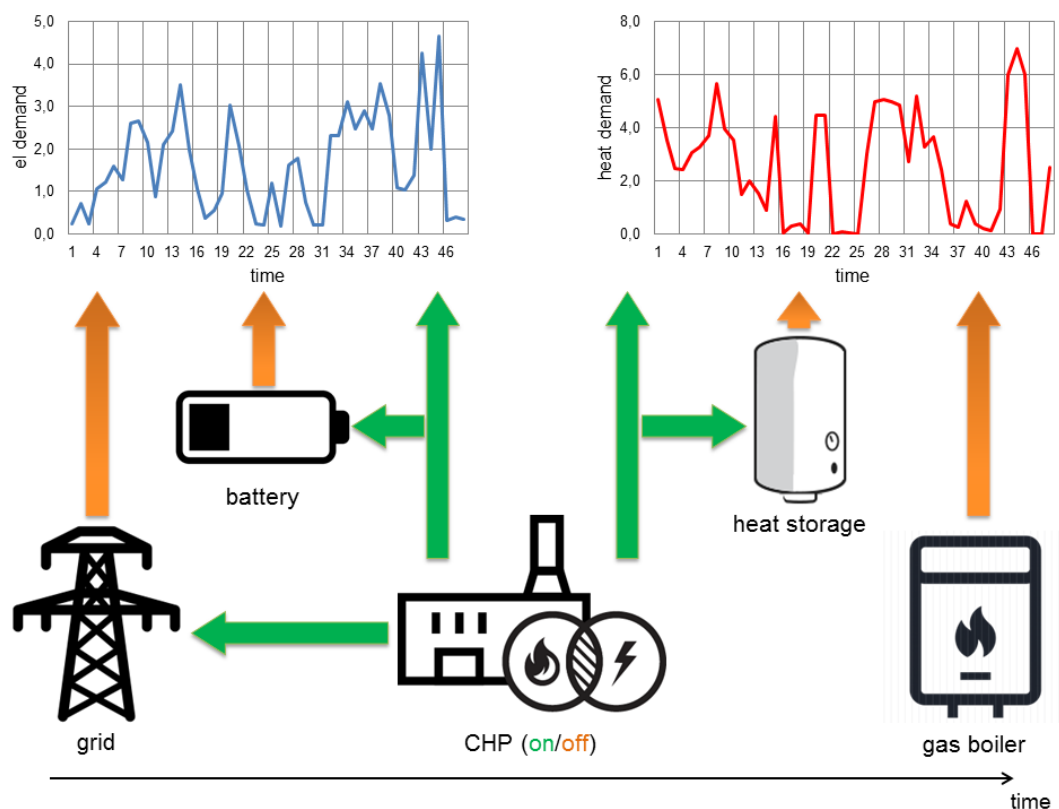 5,0
4,0
3,0
2,0
1,0
0,0
el demand
1 4 7 10 13 16 19 22 25 28 31 34 37 40 43 46
time
8,0
6,0
4,0
2,0
0,0
heat demand
1 4 7 10 13 16 19 22 25 28 31 34 37 40 43 46
time
battery
heat storage
grid
CHP (on/off)
gas boiler
time